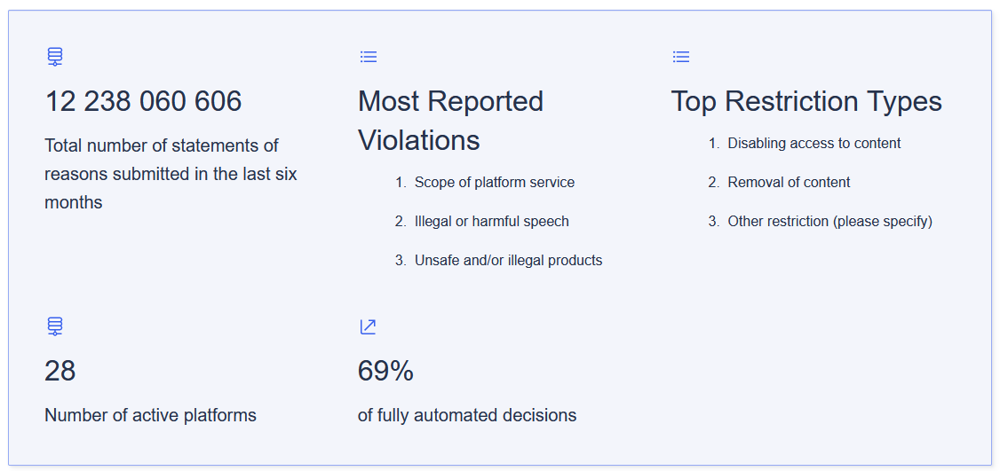 12 238 060 606
Total number of statements of
reasons submitted in the last six
months
Most Reported
Violations
1. Scope of platform service
2. Illegal or harmful speech
3. Unsafe and/or illegal products
Top Restriction Types
1. Disabling access to content
2. Removal of content
3. Other restriction (please specify)
28
Number of active platforms
69%
of fully automated decisions